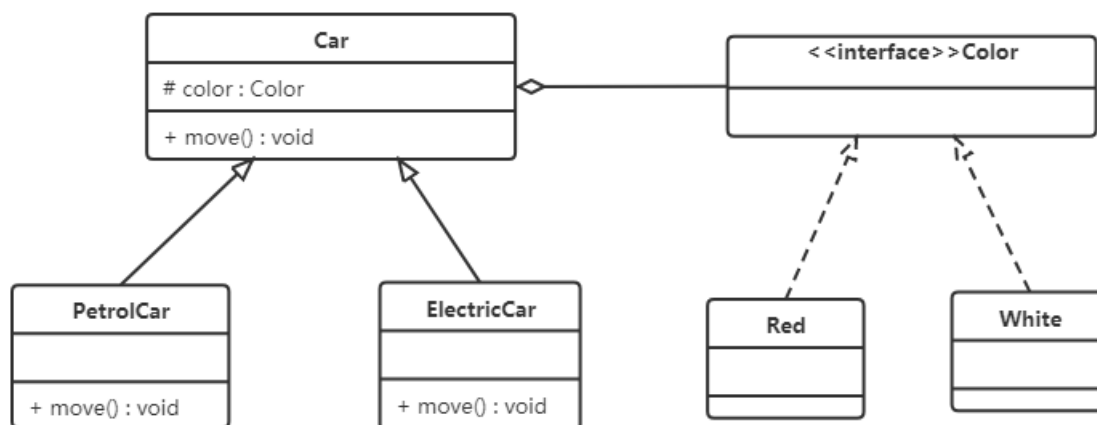 Car
# color : Color
+ move() : void
<<interface>>Color
PetrolCar
+ move() : void
ElectricCar
+ move() : void
Red
White